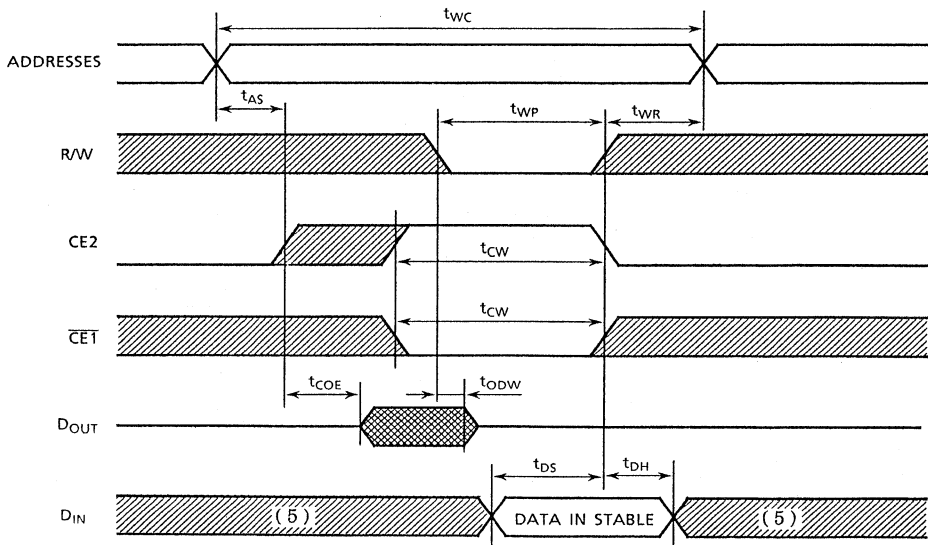 tWC
ADDRESSES
tAS
tWP
tWR
R/W
CE2
tCW
C̅E̅1̅
tCW
tCOE
tODW
DOUT
tDS
tDH
DIN
(5)
DATA IN STABLE
(5)